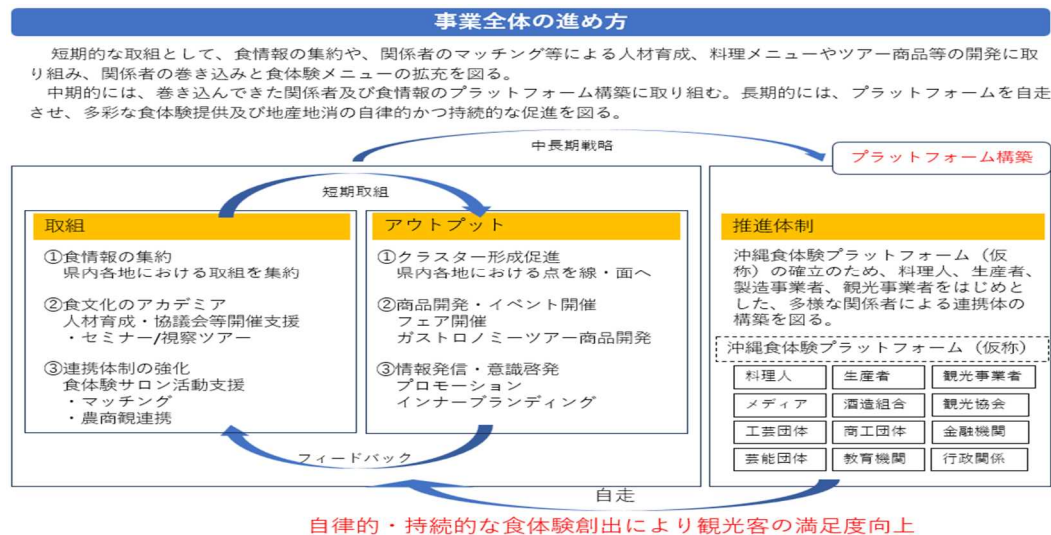 事業全体の進め方
短期的な取組として、食情報の集約や、関係者のマッチング等による人材育成、料理メニューやツアー商品等の開発に取
り組み、関係者の巻き込みと食体験メニューの拡充を図る。
中期的には、巻き込んできた関係者及び食情報のプラットフォーム構築に取り組む。長期的には、プラットフォームを自走
させ、多彩な食体験提供及び地産地消の自律的かつ持続的な促進を図る。
中長期戦略
プラットフォーム構築
短期取組
取組
①食情報の集約
県内各地における取組を集約
②食文化のアカデミア
人材育成・協議会等開催支援
・セミナー/視察ツアー
③連携体制の強化
食体験サロン活動支援
・マッチング
・農商観連携
アウトプット
①クラスター形成促進
県内各地における点を線・面へ
②商品開発・イベント開催
フェア開催
ガストロノミーツアー商品開発
③情報発信・意識啓発
プロモーション
インナーブランディング
フィードバック
推進体制
沖縄食体験プラットフォーム（仮
称）の確立のため、料理人、生産者、
製造事業者、観光事業者をはじめと
した、多様な関係者による連携体の
構築を図る。
沖縄食体験プラットフォーム（仮称）
料理人 生産者 観光事業者
メディア 酒造組合 観光協会
工芸団体 商工団体 金融機関
芸能団体 教育機関 行政関係
自走
自律的・持続的な食体験創出により観光客の満足度向上